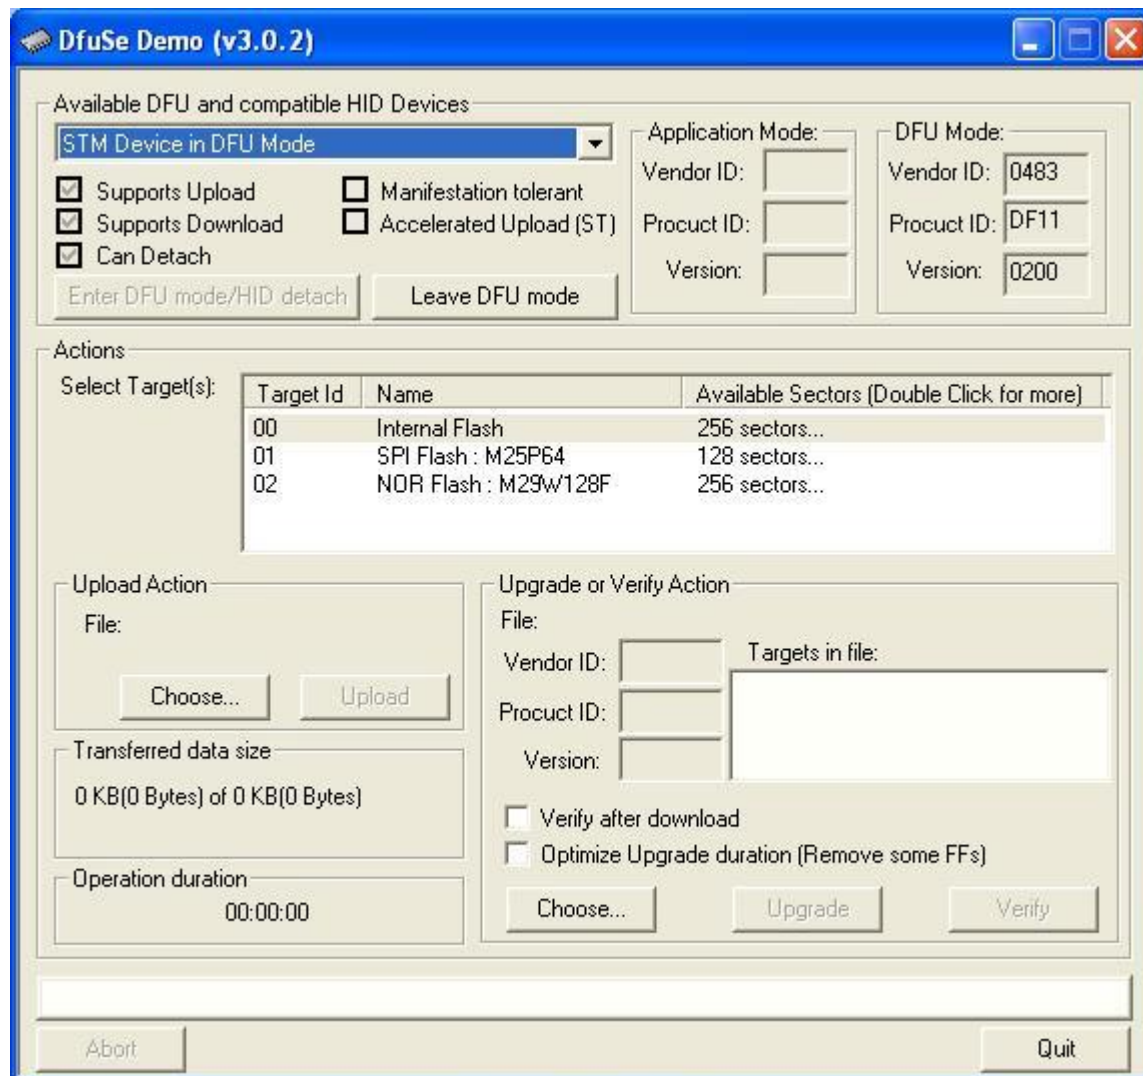 DfuSe Demo (v3.0.2)
Available DFU and compatible HID Devices
STM Device in DFU Mode
Supports Upload
Manifestation tolerant
Supports Download
Accelerated Upload (ST)
Can Detach
Enter DFU mode/HID detach
Leave DFU mode
Application Mode:
Vendor ID:
Procuct ID:
Version:
DFU Mode:
Vendor ID: 0483
Procuct ID: DF11
Version: 0200
Actions
Select Target(s):
Target Id Name Available Sectors (Double Click for more)
00 Internal Flash 256 sectors...
01 SPI Flash : M25P64 128 sectors...
02 NOR Flash : M29W128F 256 sectors...
Upload Action
File:
Choose... Upload
Transferred data size
0 KB(0 Bytes) of 0 KB(0 Bytes)
Operation duration
00:00:00
Upgrade or Verify Action
File:
Vendor ID:
Procuct ID:
Version:
Targets in file:
Verify after download
Optimize Upgrade duration (Remove some FFs)
Choose... Upgrade Verify
Abort Quit